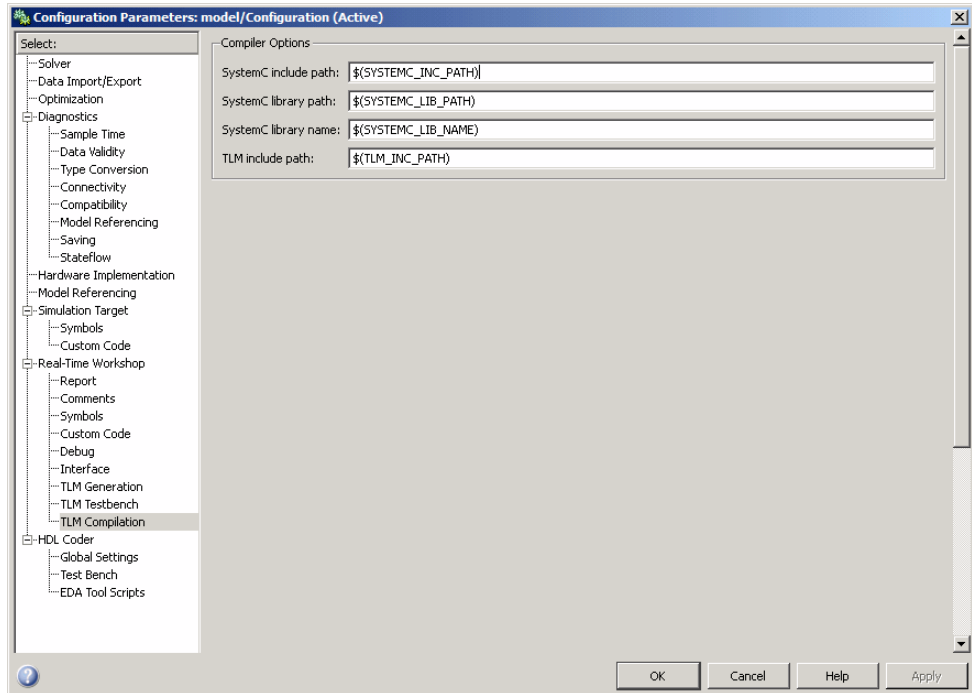 Configuration Parameters: model/Configuration (Active)
Select:
Solver
Data Import/Export
Optimization
Diagnostics
Sample Time
Data Validity
Type Conversion
Connectivity
Compatibility
Model Referencing
Saving
Stateflow
Hardware Implementation
Model Referencing
Simulation Target
Symbols
Custom Code
Real-Time Workshop
Report
Comments
Symbols
Custom Code
Debug
Interface
TLM Generation
TLM Testbench
TLM Compilation
HDL Coder
Global Settings
Test Bench
EDA Tool Scripts
Compiler Options
SystemC include path: $(SYSTEMC_INC_PATH)
SystemC library path: $(SYSTEMC_LIB_PATH)
SystemC library name: $(SYSTEMC_LIB_NAME)
TLM include path: $(TLM_INC_PATH)
OK Cancel Help Apply